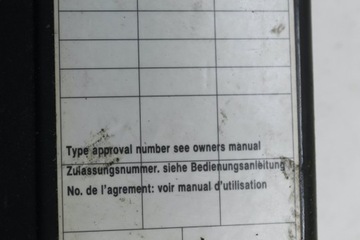 Type approval number see owners manual
Zulassungsnummer. siehe Bedienungsanleitung
No. de l'agrement: voir manual d'utilisation